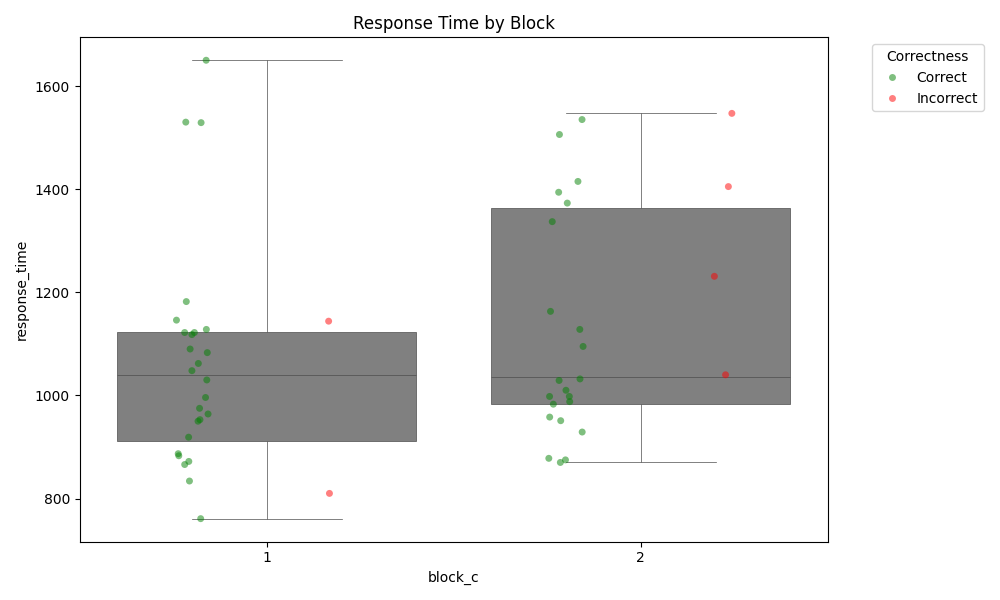 Response Time by Block
Correctness
Correct
Incorrect
1600
1400
1200
1000
800
response_time
1
2
block_c